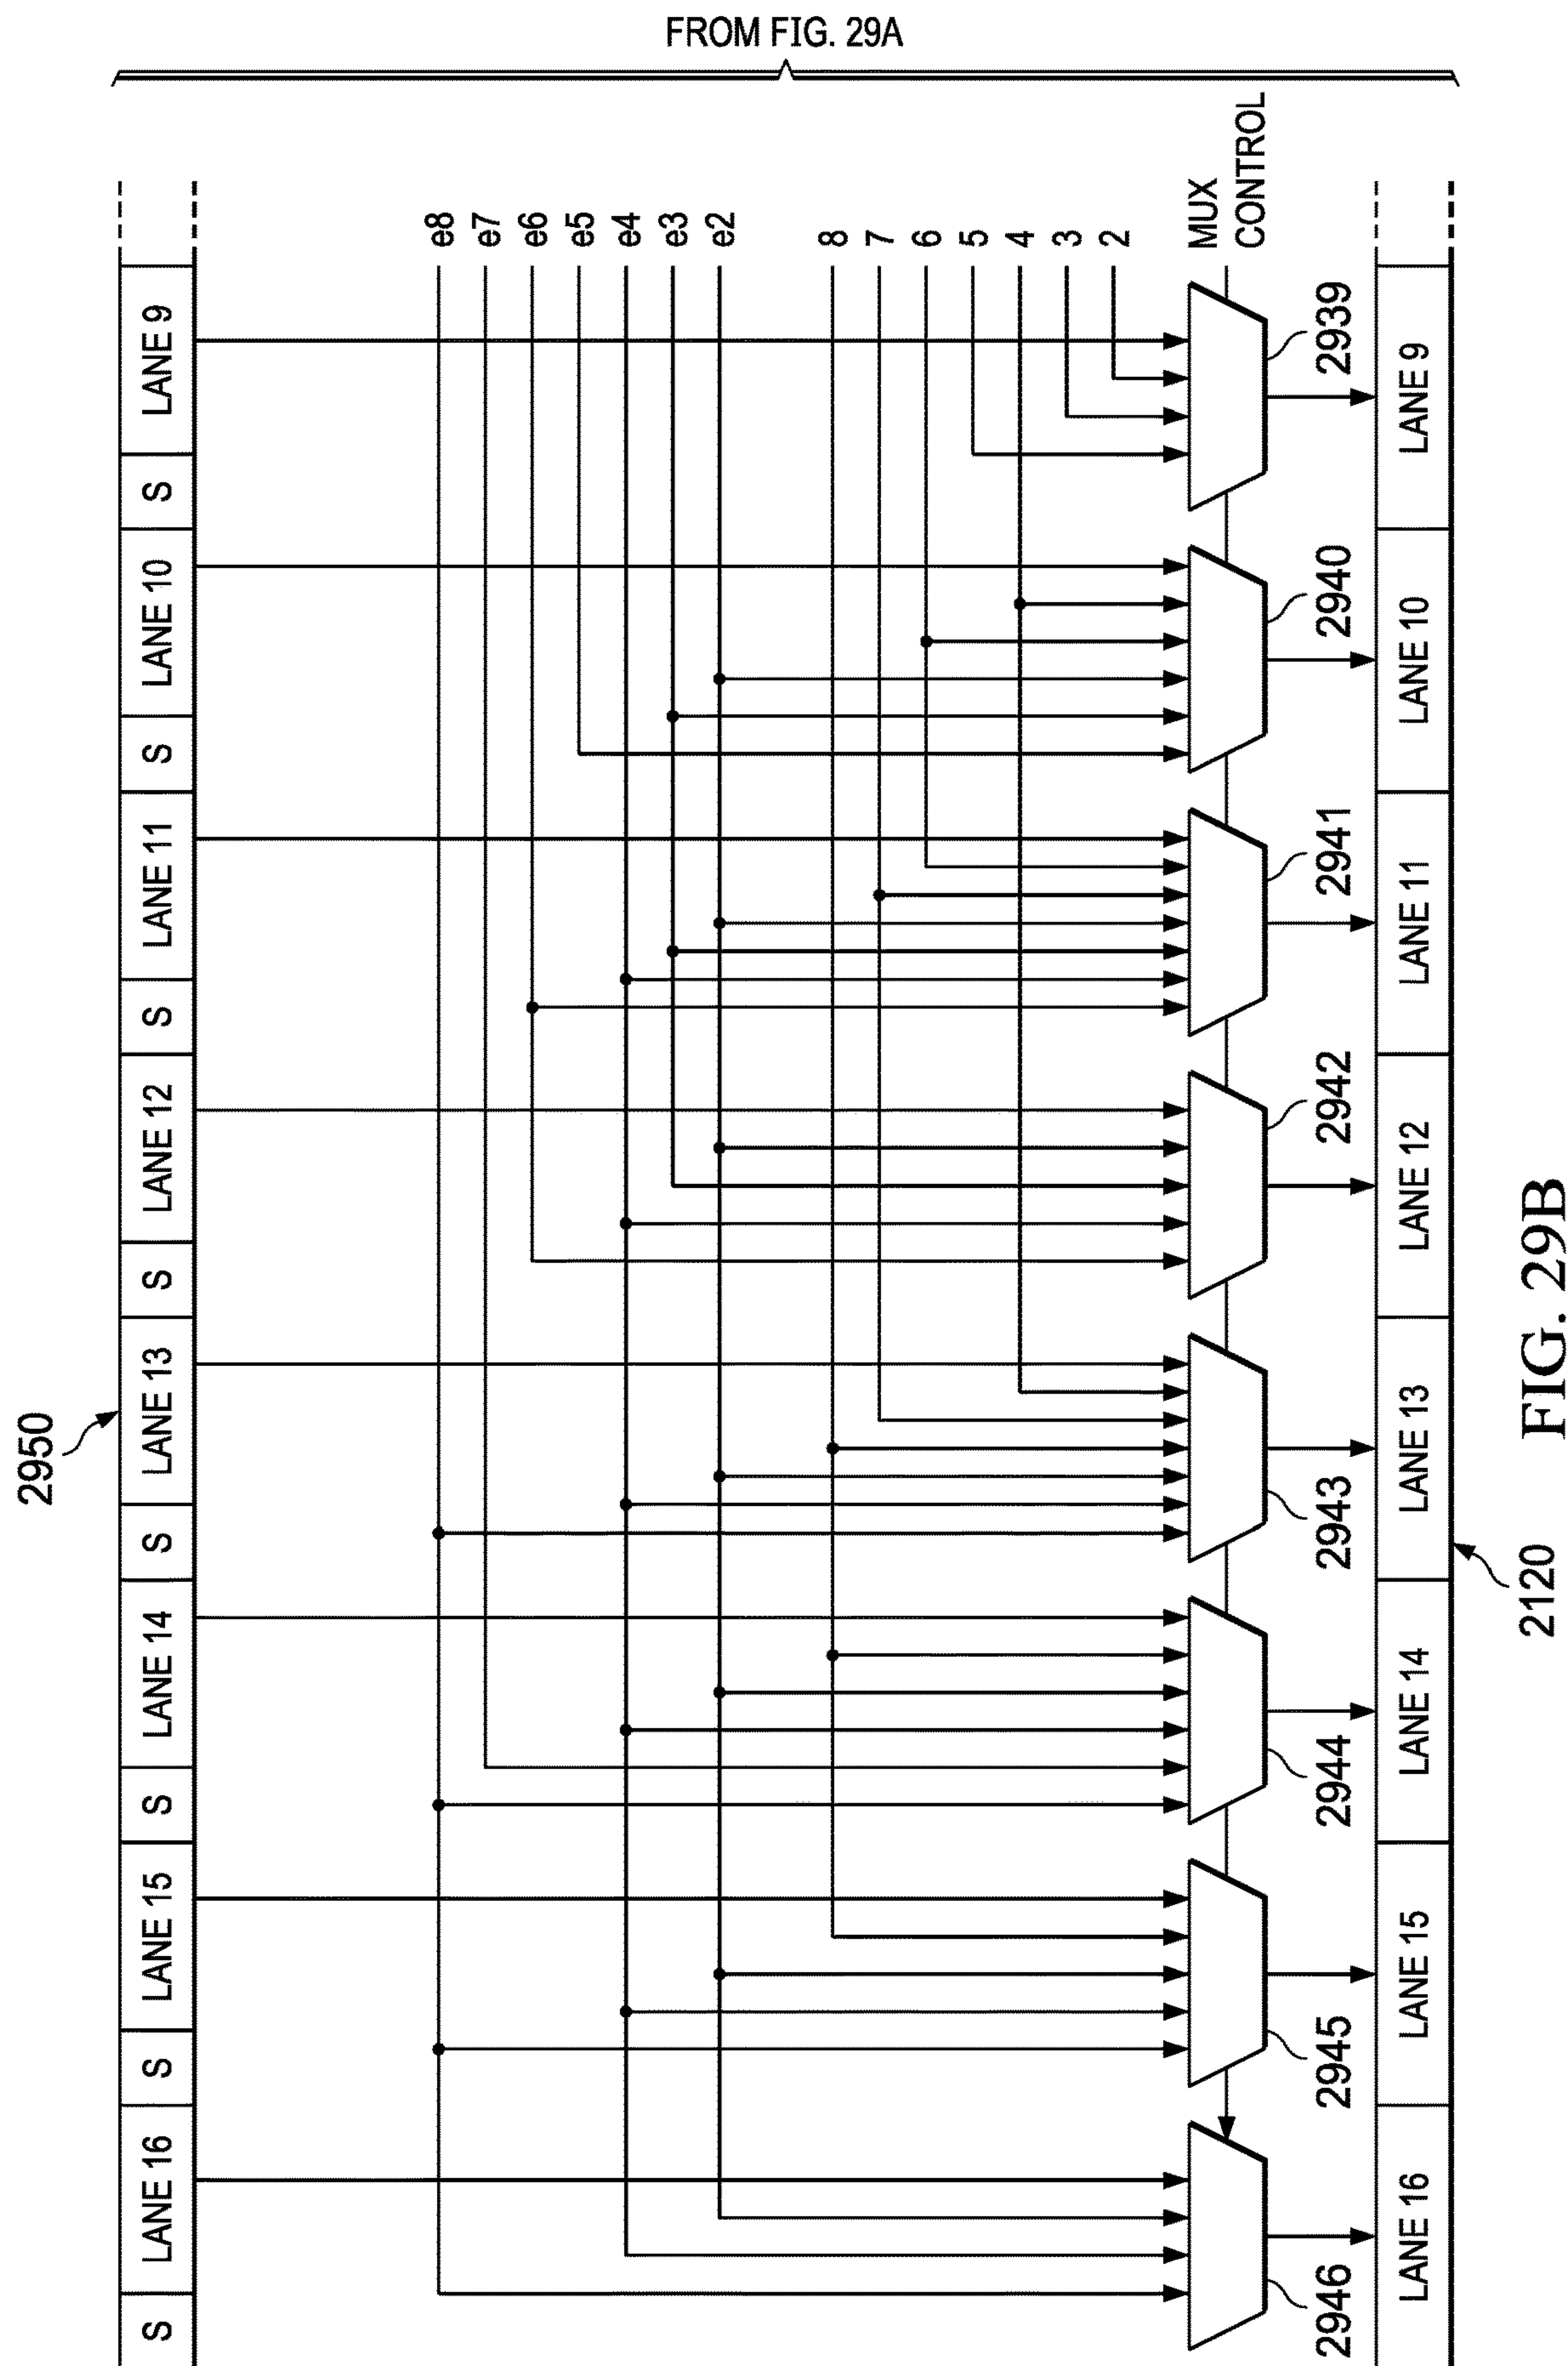 FROM FIG. 29A
2950
S LANE 16 S LANE 15 S LANE 14 S LANE 13 S LANE 12 S LANE 11 S LANE 10 S LANE 9
e8
e7
e6
e5
e4
e3
e2
8
7
6
5
4
3
2
MUX
CONTROL
2946 2945 2944 2943 2942 2941 2940 2939
LANE 16 LANE 15 LANE 14 LANE 13 LANE 12 LANE 11 LANE 10 LANE 9
2120
FIG. 29B